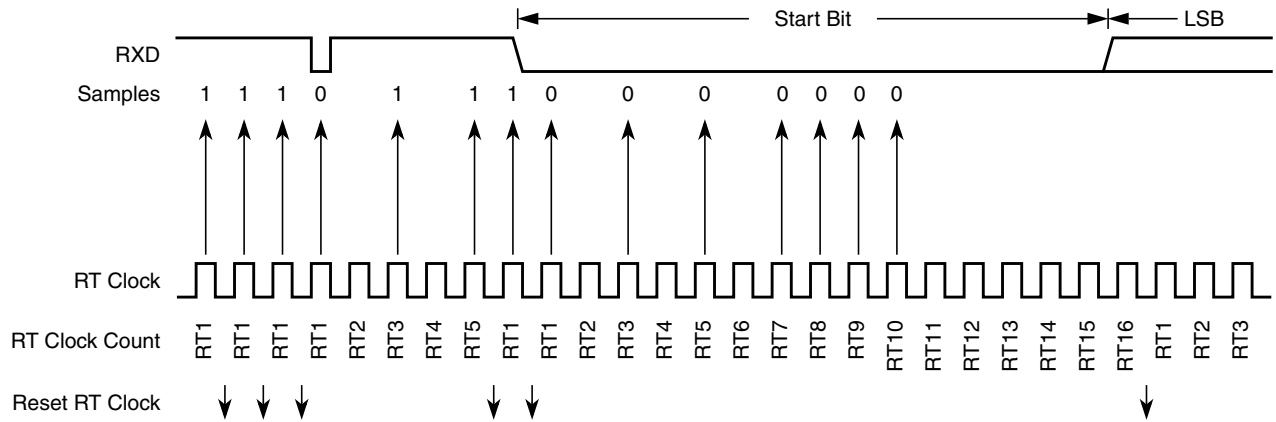 Start Bit LSB
RXD
Samples 1 1 1 0 1 1 1 0 0 0 0 0 0 0
RT Clock
RT Clock Count RT1 RT1 RT1 RT1 RT2 RT3 RT4 RT5 RT1 RT1 RT2 RT3 RT4 RT5 RT6 RT7 RT8 RT9 RT10 RT11 RT12 RT13 RT14 RT15 RT16 RT1 RT2 RT3
Reset RT Clock